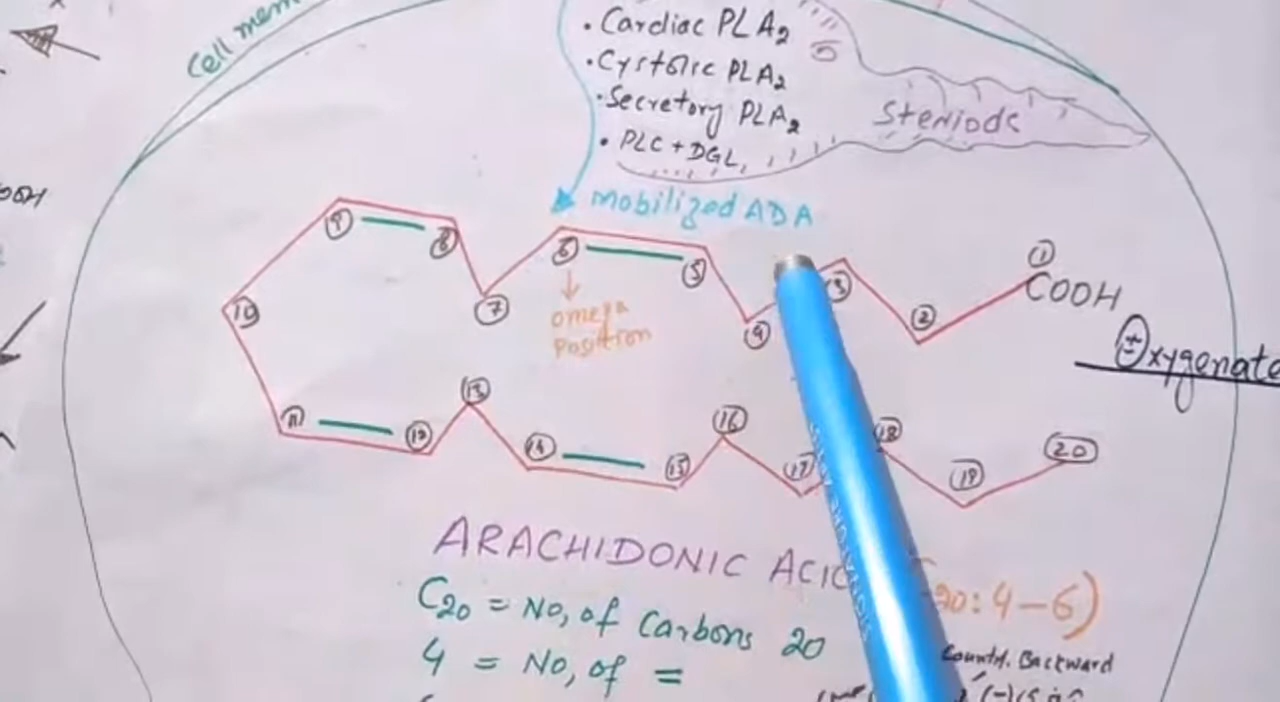 Cell mem
• Cardiac PLA2
• Cystolic PLA2
• Secretory PLA2
• PLC + DGL
Steriods
Mobilized ADA
9
8
6
5
1
COOH
10
7
omega
Position
3
2
Oxygenate
11
12
13
14
15
16
17
18
19
20
ARACHIDONIC ACID
20:4-6)
C20 = No, of Carbons 20
4 = No, of =
Countd. Backward